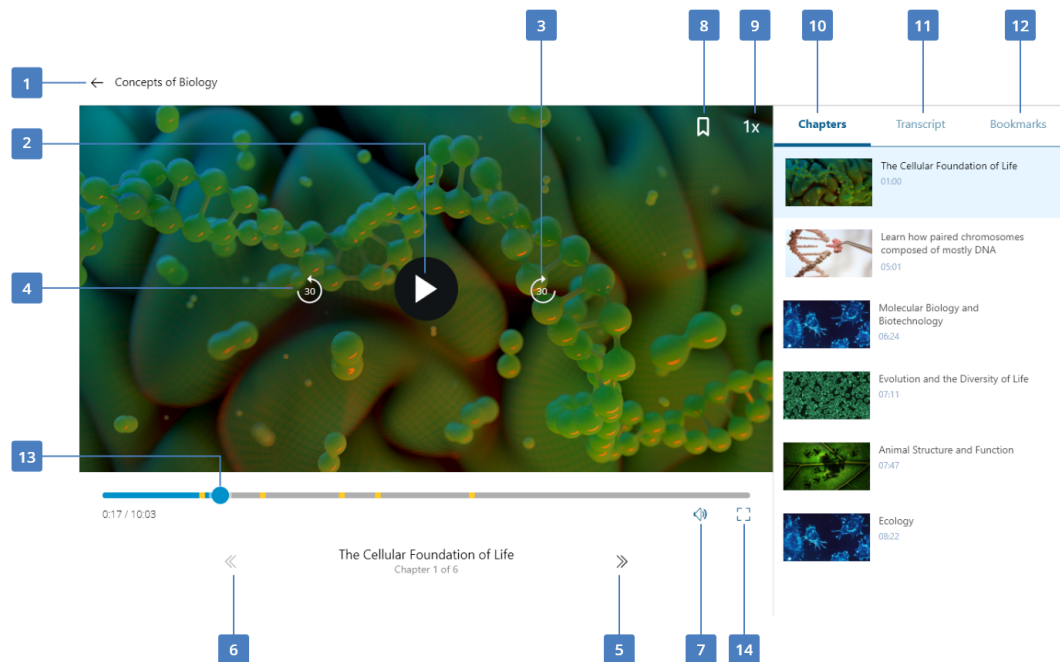 3
8
9
10
11
12
1
Concepts of Biology
2
1x
Chapters
Transcript
Bookmarks
The Cellular Foundation of Life
01:00
Learn how paired chromosomes
composed of mostly DNA
05:01
4
30
30
Molecular Biology and
Biotechnology
06:24
Evolution and the Diversity of Life
07:11
Animal Structure and Function
07:47
13
0:17 / 10:03
Ecology
08:22
The Cellular Foundation of Life
Chapter 1 of 6
6
5
7
14